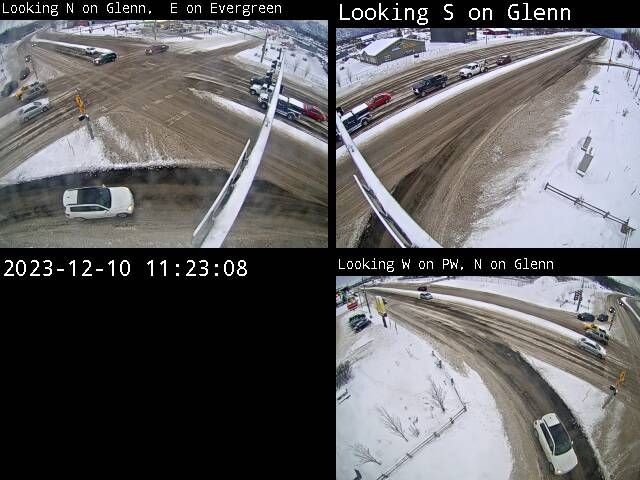 Looking N on Glenn,  E on Evergreen
Looking S on Glenn
2023-12-10 11:23:08
Looking W on PW, N on Glenn